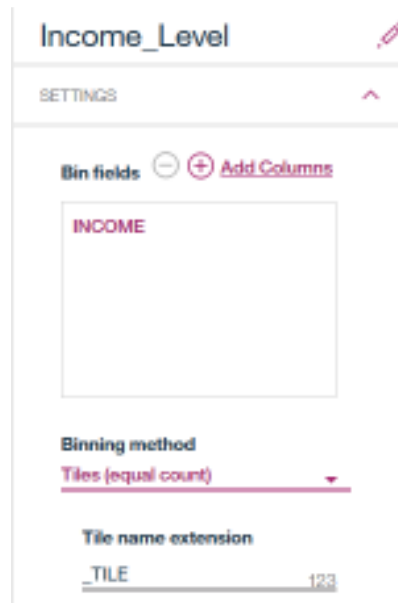 Income_Level
SETTINGS
Bin fields Add Columns
INCOME
Binning method
Tiles (equal count)
Tile name extension
_TILE 123